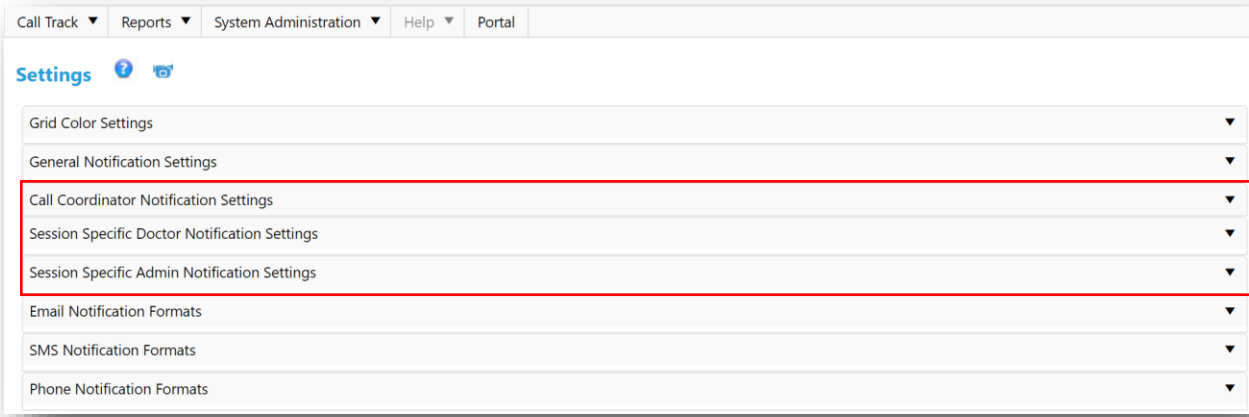 Call Track ▼ Reports ▼ System Administration ▼ Help ▼ Portal
Settings ?
Grid Color Settings ▼
General Notification Settings ▼
Call Coordinator Notification Settings ▼
Session Specific Doctor Notification Settings ▼
Session Specific Admin Notification Settings ▼
Email Notification Formats ▼
SMS Notification Formats ▼
Phone Notification Formats ▼